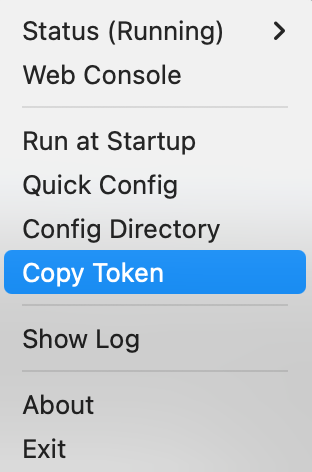 Status (Running)
Web Console
Run at Startup
Quick Config
Config Directory
Copy Token
Show Log
About
Exit